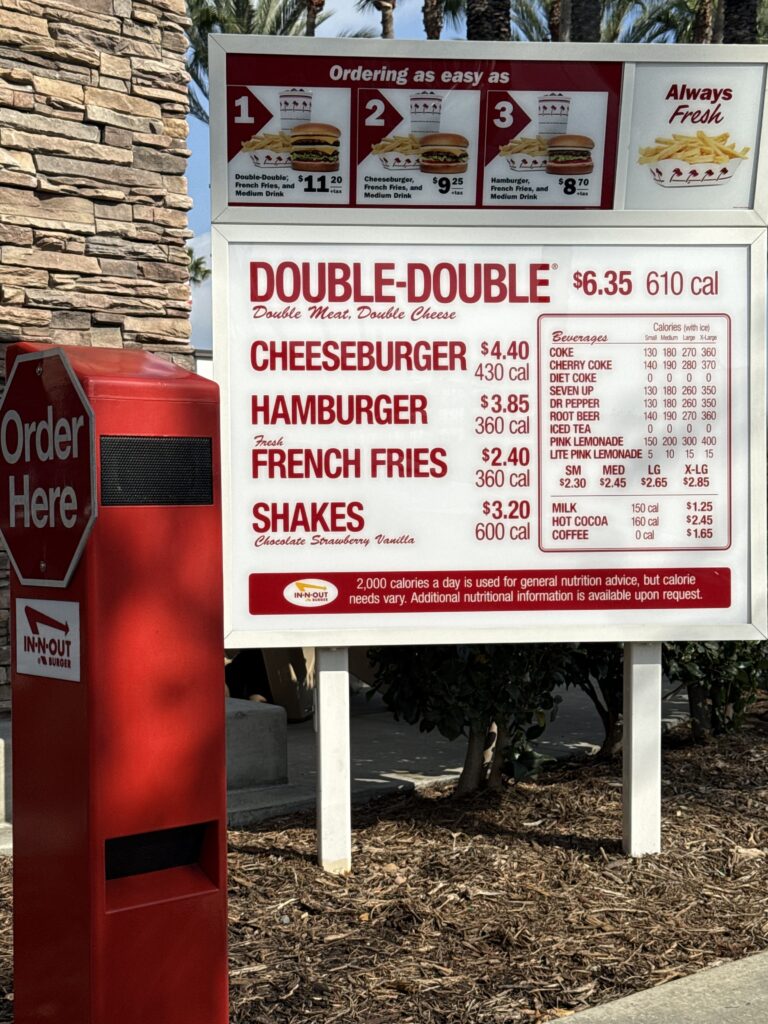 Ordering as easy as
1
Double-Double,
French Fries, and
Medium Drink
$11 20
+tax
2
Cheeseburger,
French Fries, and
Medium Drink
$9 25
+tax
3
Hamburger,
French Fries, and
Medium Drink
$8 70
+tax
Always
Fresh
DOUBLE-DOUBLE® $6.35 610 cal
Double Meat, Double Cheese
CHEESEBURGER $4.40
430 cal
HAMBURGER $3.85
360 cal
Fresh
FRENCH FRIES $2.40
360 cal
SHAKES $3.20
600 cal
Chocolate Strawberry Vanilla
Calories (with ice)
Beverages Small Medium Large X-Large
COKE 130 180 270 360
CHERRY COKE 140 190 280 370
DIET COKE 0 0 0 0
SEVEN UP 130 180 260 350
DR PEPPER 130 180 260 350
ROOT BEER 140 190 270 360
ICED TEA 0 0 0 0
PINK LEMONADE 150 200 300 400
LITE PINK LEMONADE 5 10 15 15
SM MED LG X-LG
$2.30 $2.45 $2.65 $2.85
MILK 150 cal $1.25
HOT COCOA 160 cal $2.45
COFFEE 0 cal $1.65
IN-N-OUT
BURGER
2,000 calories a day is used for general nutrition advice, but calorie
needs vary. Additional nutritional information is available upon request.
Order
Here
IN-N-OUT
BURGER